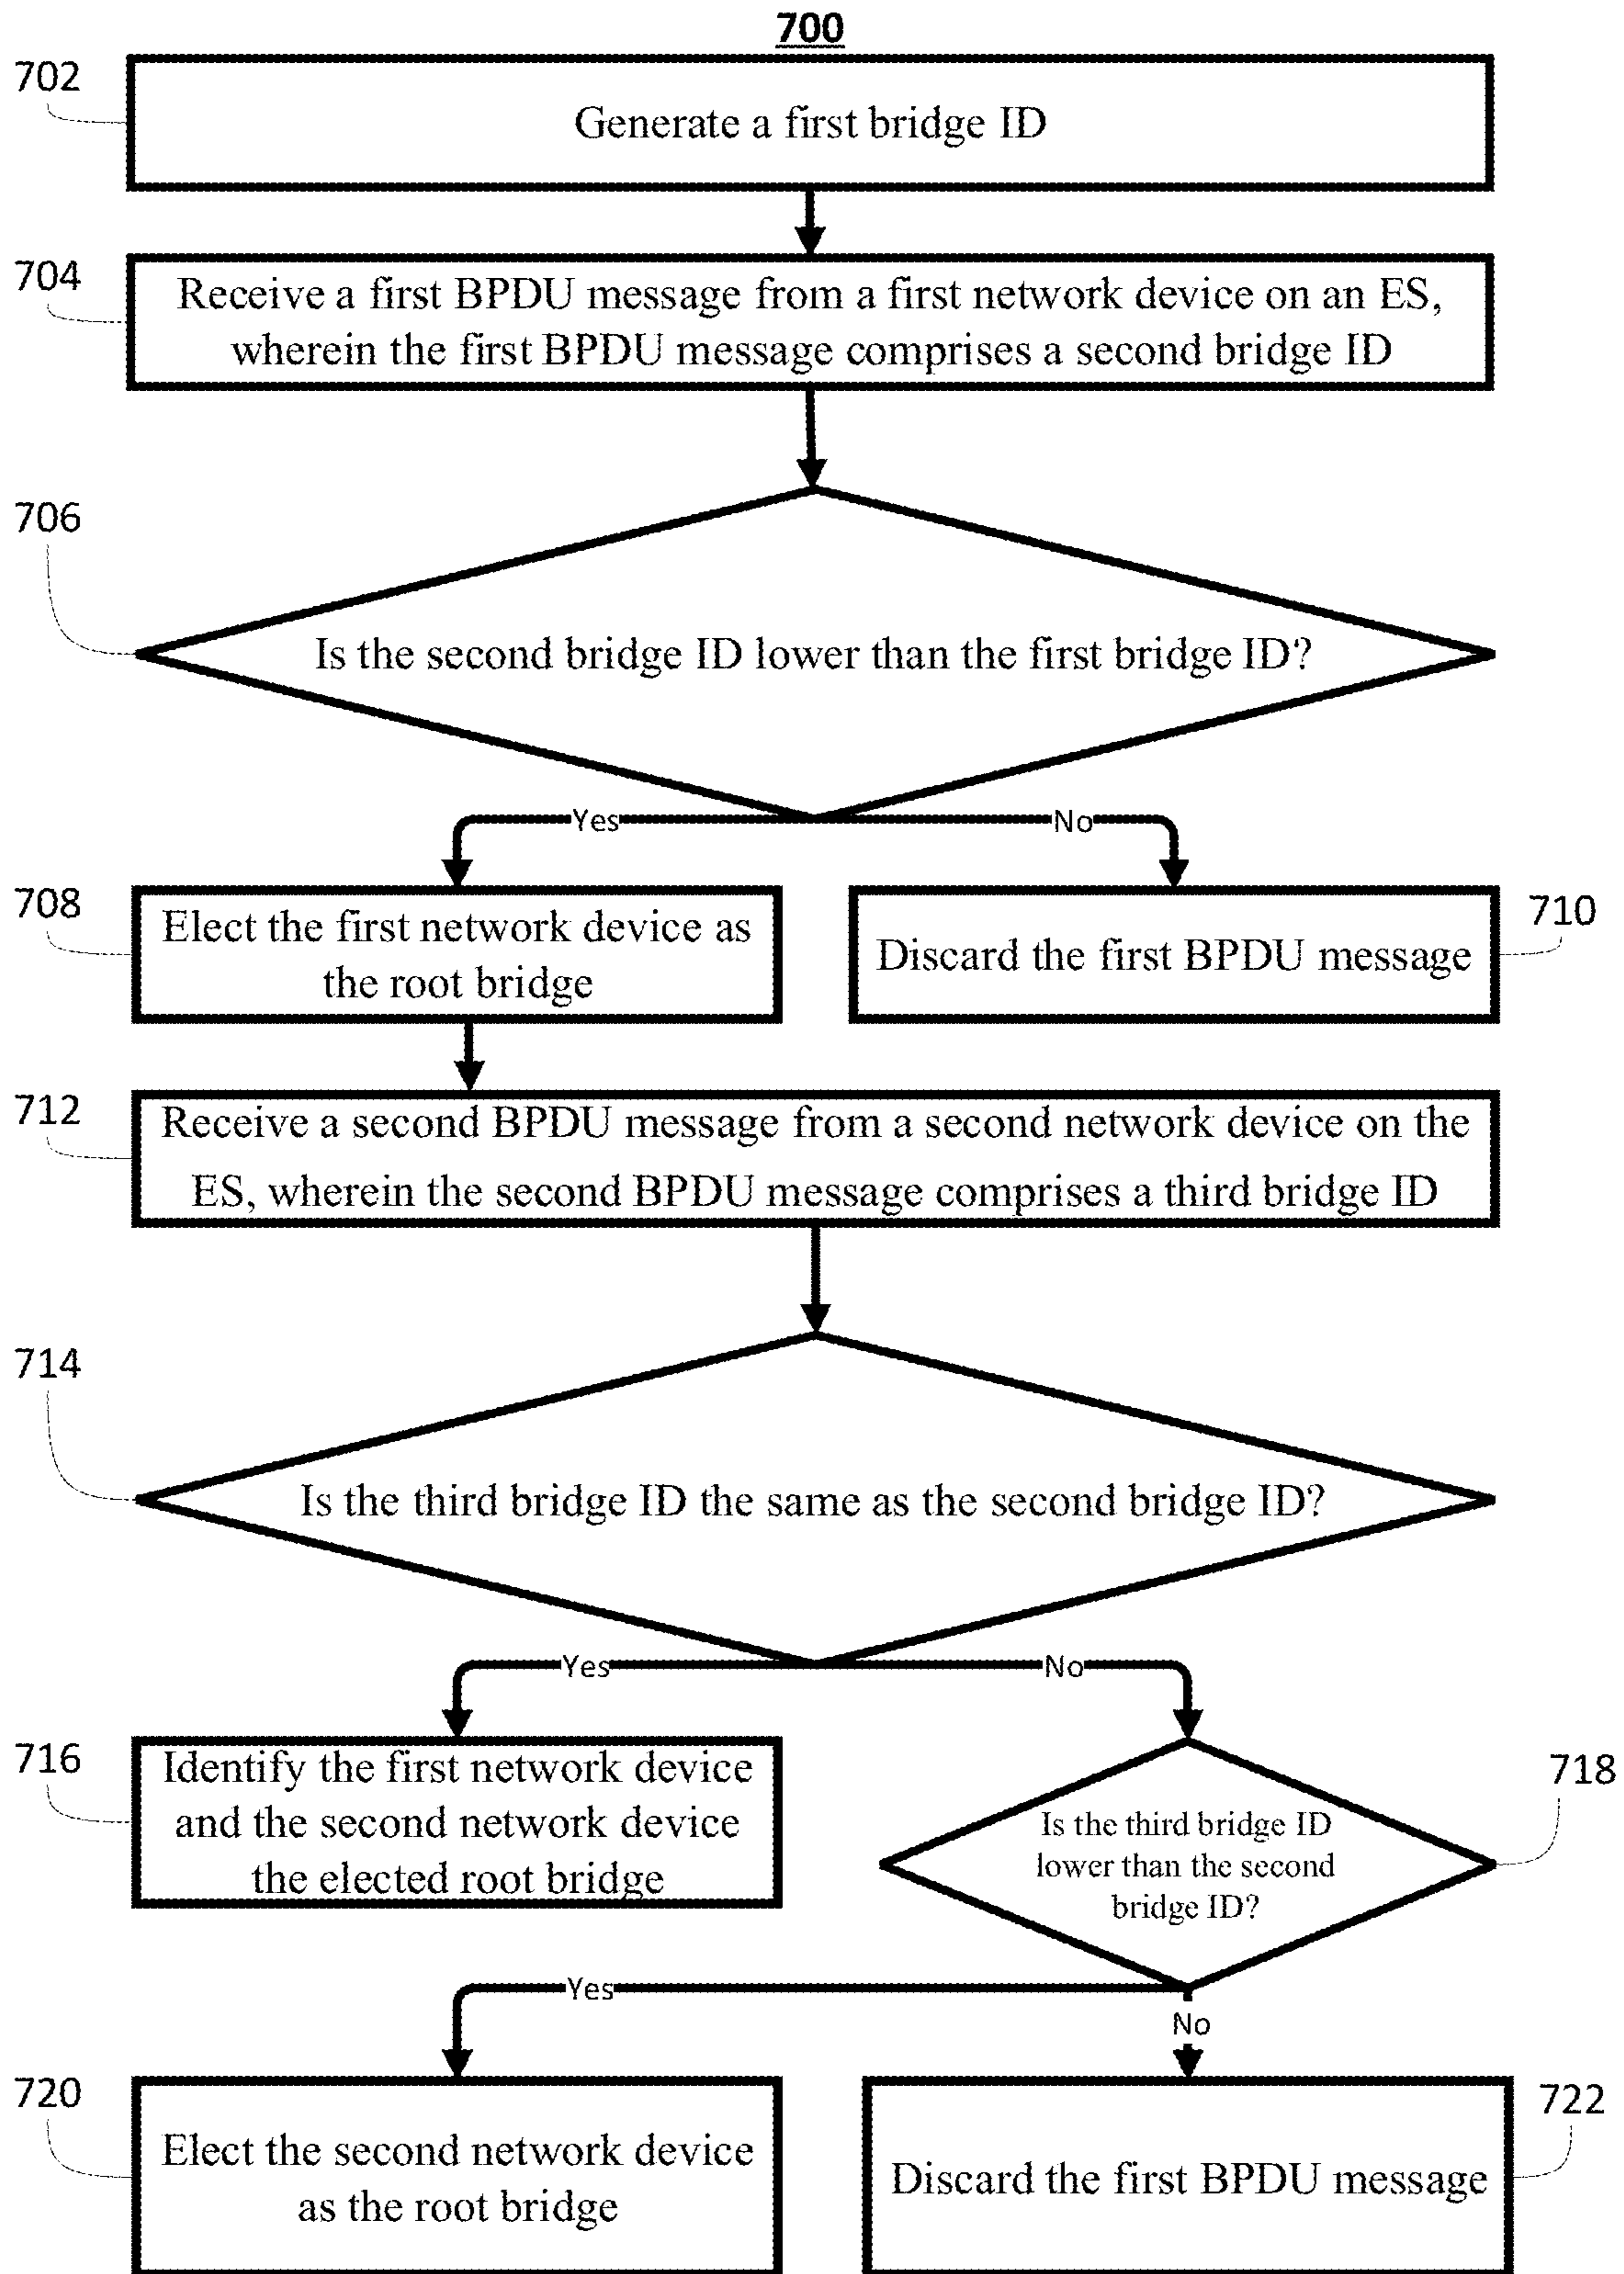 700
702
Generate a first bridge ID
704
Receive a first BPDU message from a first network device on an ES,
wherein the first BPDU message comprises a second bridge ID
706
Is the second bridge ID lower than the first bridge ID?
Yes
No
708
Elect the first network device as
the root bridge
710
Discard the first BPDU message
712
Receive a second BPDU message from a second network device on the
ES, wherein the second BPDU message comprises a third bridge ID
714
Is the third bridge ID the same as the second bridge ID?
Yes
No
716
Identify the first network device
and the second network device
the elected root bridge
718
Is the third bridge ID
lower than the second
bridge ID?
Yes
No
720
Elect the second network device
as the root bridge
722
Discard the first BPDU message